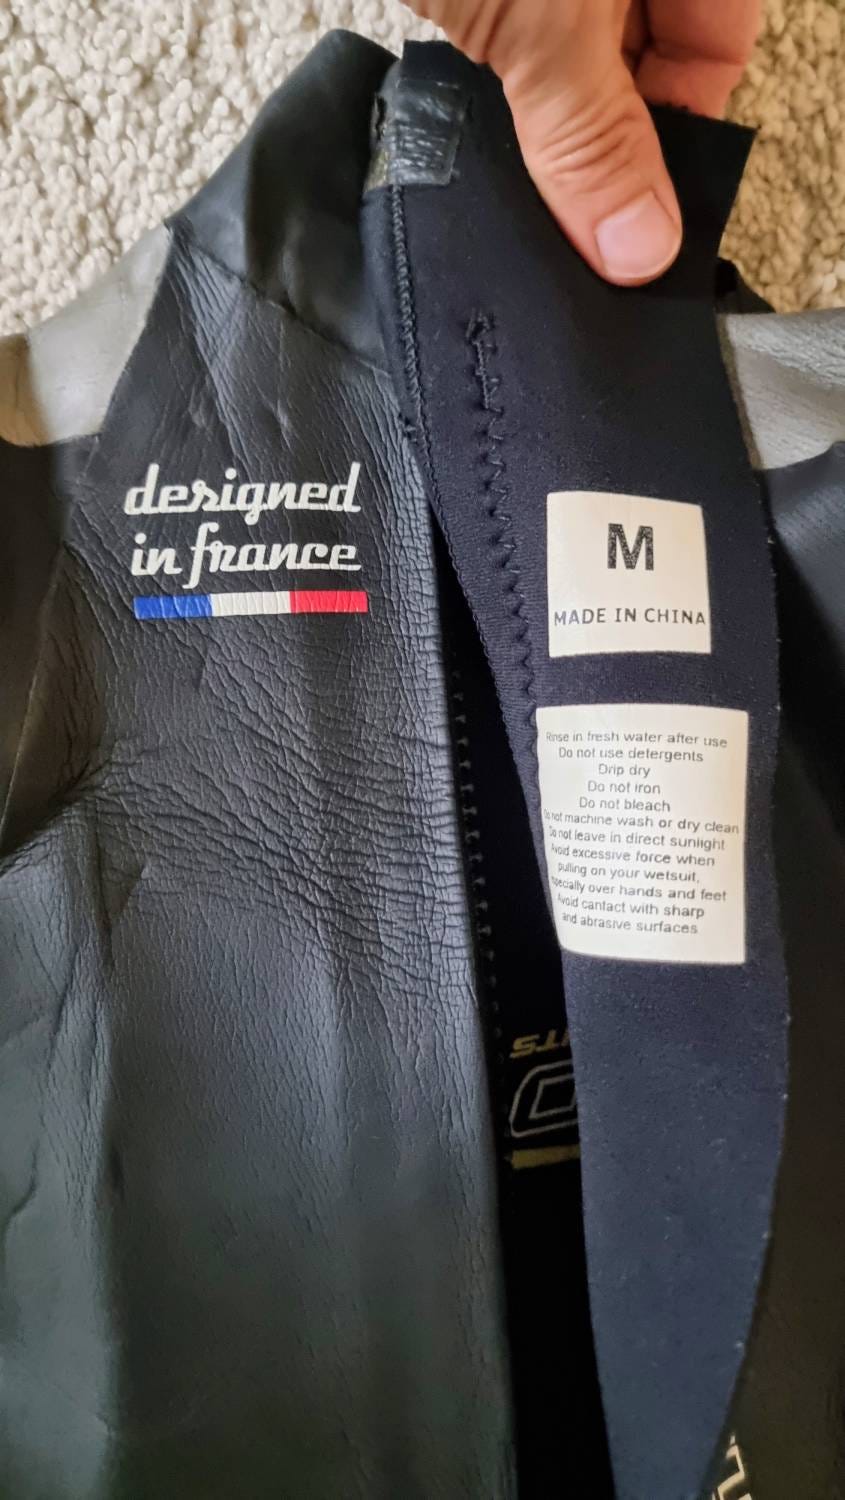 designed
in france
M
MADE IN CHINA
Rinse in fresh water after use
Do not use detergents
Drip dry
Do not iron
Do not bleach
Do not machine wash or dry clean
Do not leave in direct sunlight
Avoid excessive force when
pulling on your wetsuit,
specially over hands and feet
Avoid cantact with sharp
and abrasive surfaces